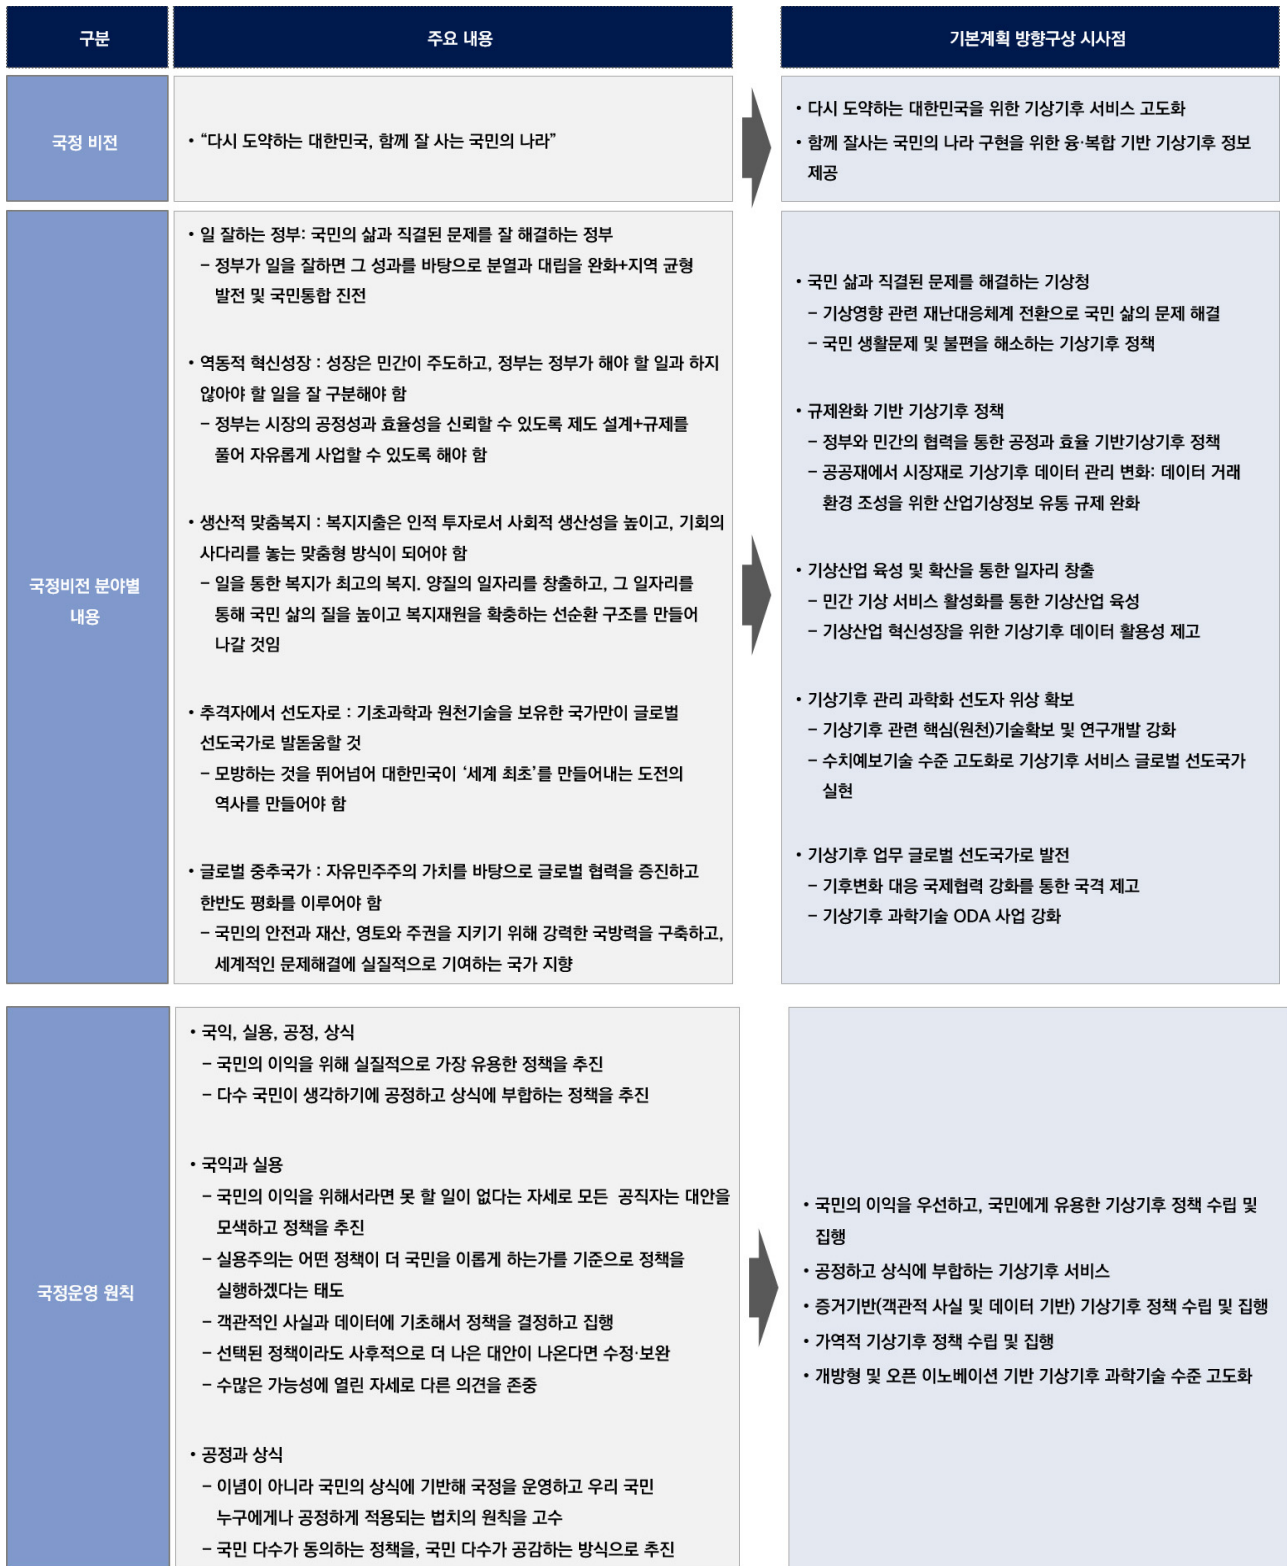 구분
주요 내용
기본계획 방향구상 시사점
국정 비전
• “다시 도약하는 대한민국, 함께 잘 사는 국민의 나라”
• 다시 도약하는 대한민국을 위한 기상기후 서비스 고도화
• 함께 잘사는 국민의 나라 구현을 위한 융·복합 기반 기상기후 정보
제공
국정비전 분야별
내용
• 일 잘하는 정부: 국민의 삶과 직결된 문제를 잘 해결하는 정부
– 정부가 일을 잘하면 그 성과를 바탕으로 분열과 대립을 완화+지역 균형
발전 및 국민통합 진전
• 역동적 혁신성장 : 성장은 민간이 주도하고, 정부는 정부가 해야 할 일과 하지
않아야 할 일을 잘 구분해야 함
– 정부는 시장의 공정성과 효율성을 신뢰할 수 있도록 제도 설계+규제를
풀어 자유롭게 사업할 수 있도록 해야 함
• 생산적 맞춤복지 : 복지지출은 인적 투자로서 사회적 생산성을 높이고, 기회의
사다리를 놓는 맞춤형 방식이 되어야 함
– 일을 통한 복지가 최고의 복지. 양질의 일자리를 창출하고, 그 일자리를
통해 국민 삶의 질을 높이고 복지재원을 확충하는 선순환 구조를 만들어
나갈 것임
• 추격자에서 선도자로 : 기초과학과 원천기술을 보유한 국가만이 글로벌
선도국가로 발돋움할 것
– 모방하는 것을 뛰어넘어 대한민국이 ‘세계 최초’를 만들어내는 도전의
역사를 만들어야 함
• 글로벌 중추국가 : 자유민주주의 가치를 바탕으로 글로벌 협력을 증진하고
한반도 평화를 이루어야 함
– 국민의 안전과 재산, 영토와 주권을 지키기 위해 강력한 국방력을 구축하고,
세계적인 문제해결에 실질적으로 기여하는 국가 지향
• 국민 삶과 직결된 문제를 해결하는 기상청
– 기상영향 관련 재난대응체계 전환으로 국민 삶의 문제 해결
– 국민 생활문제 및 불편을 해소하는 기상기후 정책
• 규제완화 기반 기상기후 정책
– 정부와 민간의 협력을 통한 공정과 효율 기반기상기후 정책
– 공공재에서 시장재로 기상기후 데이터 관리 변화: 데이터 거래
환경 조성을 위한 산업기상정보 유통 규제 완화
• 기상산업 육성 및 확산을 통한 일자리 창출
– 민간 기상 서비스 활성화를 통한 기상산업 육성
– 기상산업 혁신성장을 위한 기상기후 데이터 활용성 제고
• 기상기후 관리 과학화 선도자 위상 확보
– 기상기후 관련 핵심(원천)기술확보 및 연구개발 강화
– 수치예보기술 수준 고도화로 기상기후 서비스 글로벌 선도국가
실현
• 기상기후 업무 글로벌 선도국가로 발전
– 기후변화 대응 국제협력 강화를 통한 국격 제고
– 기상기후 과학기술 ODA 사업 강화
국정운영 원칙
• 국익, 실용, 공정, 상식
– 국민의 이익을 위해 실질적으로 가장 유용한 정책을 추진
– 다수 국민이 생각하기에 공정하고 상식에 부합하는 정책을 추진
• 국익과 실용
– 국민의 이익을 위해서라면 못 할 일이 없다는 자세로 모든 공직자는 대안을
모색하고 정책을 추진
– 실용주의는 어떤 정책이 더 국민을 이롭게 하는가를 기준으로 정책을
실행하겠다는 태도
– 객관적인 사실과 데이터에 기초해서 정책을 결정하고 집행
– 선택된 정책이라도 사후적으로 더 나은 대안이 나온다면 수정·보완
– 수많은 가능성에 열린 자세로 다른 의견을 존중
• 공정과 상식
– 이념이 아니라 국민의 상식에 기반해 국정을 운영하고 우리 국민
누구에게나 공정하게 적용되는 법치의 원칙을 고수
– 국민 다수가 동의하는 정책을, 국민 다수가 공감하는 방식으로 추진
• 국민의 이익을 우선하고, 국민에게 유용한 기상기후 정책 수립 및
집행
• 공정하고 상식에 부합하는 기상기후 서비스
• 증거기반(객관적 사실 및 데이터 기반) 기상기후 정책 수립 및 집행
• 가역적 기상기후 정책 수립 및 집행
• 개방형 및 오픈 이노베이션 기반 기상기후 과학기술 수준 고도화